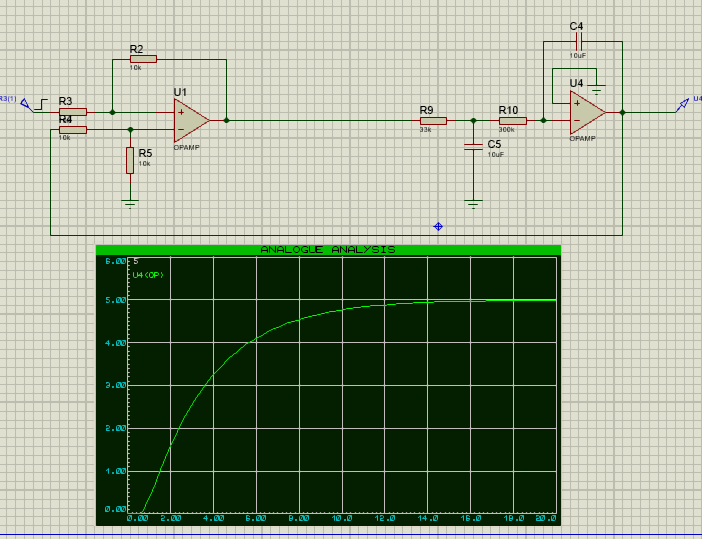 C4
10uF
R2
10k
U1
+
−
OPAMP
R3(1)
R3
R4
10k
R5
10k
R9
33k
R10
300k
C5
10uF
U4
+
−
OPAMP
U4
ANALOGUE ANALYSIS
6.00 5
U4(OP)
5.00
4.00
3.00
2.00
1.00
0.00
0.00 2.00 4.00 6.00 8.00 10.0 12.0 14.0 16.0 18.0 20.0